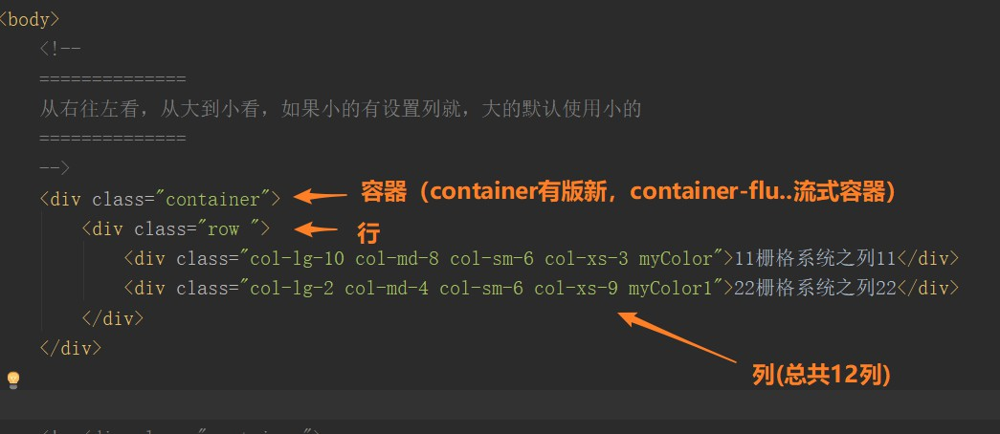 <body>
<!--
==============
从右往左看，从大到小看，如果小的有设置列就，大的默认使用小的
==============
-->
<div class="container"> 容器（container有版新，container-flu..流式容器）
<div class="row "> 行
<div class="col-lg-10 col-md-8 col-sm-6 col-xs-3 myColor">11栅格系统之列11</div>
<div class="col-lg-2 col-md-4 col-sm-6 col-xs-9 myColor1">22栅格系统之列22</div>
</div>
</div>
列(总共12列)